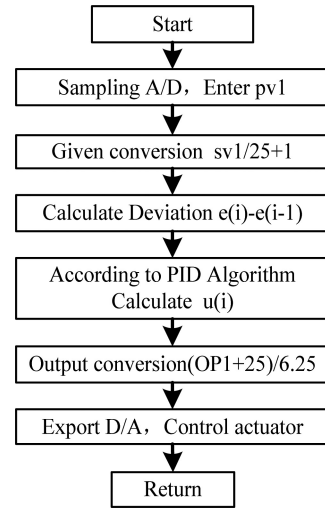 Start
Sampling A/D，Enter pv1
Given conversion sv1/25+1
Calculate Deviation e(i)-e(i-1)
According to PID Algorithm
Calculate u(i)
Output conversion(OP1+25)/6.25
Export D/A，Control actuator
Return